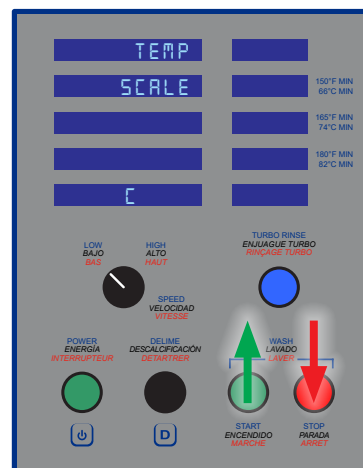 TEMP
SCALE
150°F MIN
66°C MIN
165°F MIN
74°C MIN
180°F MIN
82°C MIN
C
LOW
BAJO
BAS
HIGH
ALTO
HAUT
SPEED
VELOCIDAD
VITESSE
TURBO RINSE
ENJUAGUE TURBO
RINÇAGE TURBO
POWER
ENERGÍA
INTERRUPTEUR
DELIME
DESCALCIFICACIÓN
DETARTRER
WASH
LAVADO
LAVER
D
START
ENCENDIDO
MARCHE
STOP
PARADA
ARRET